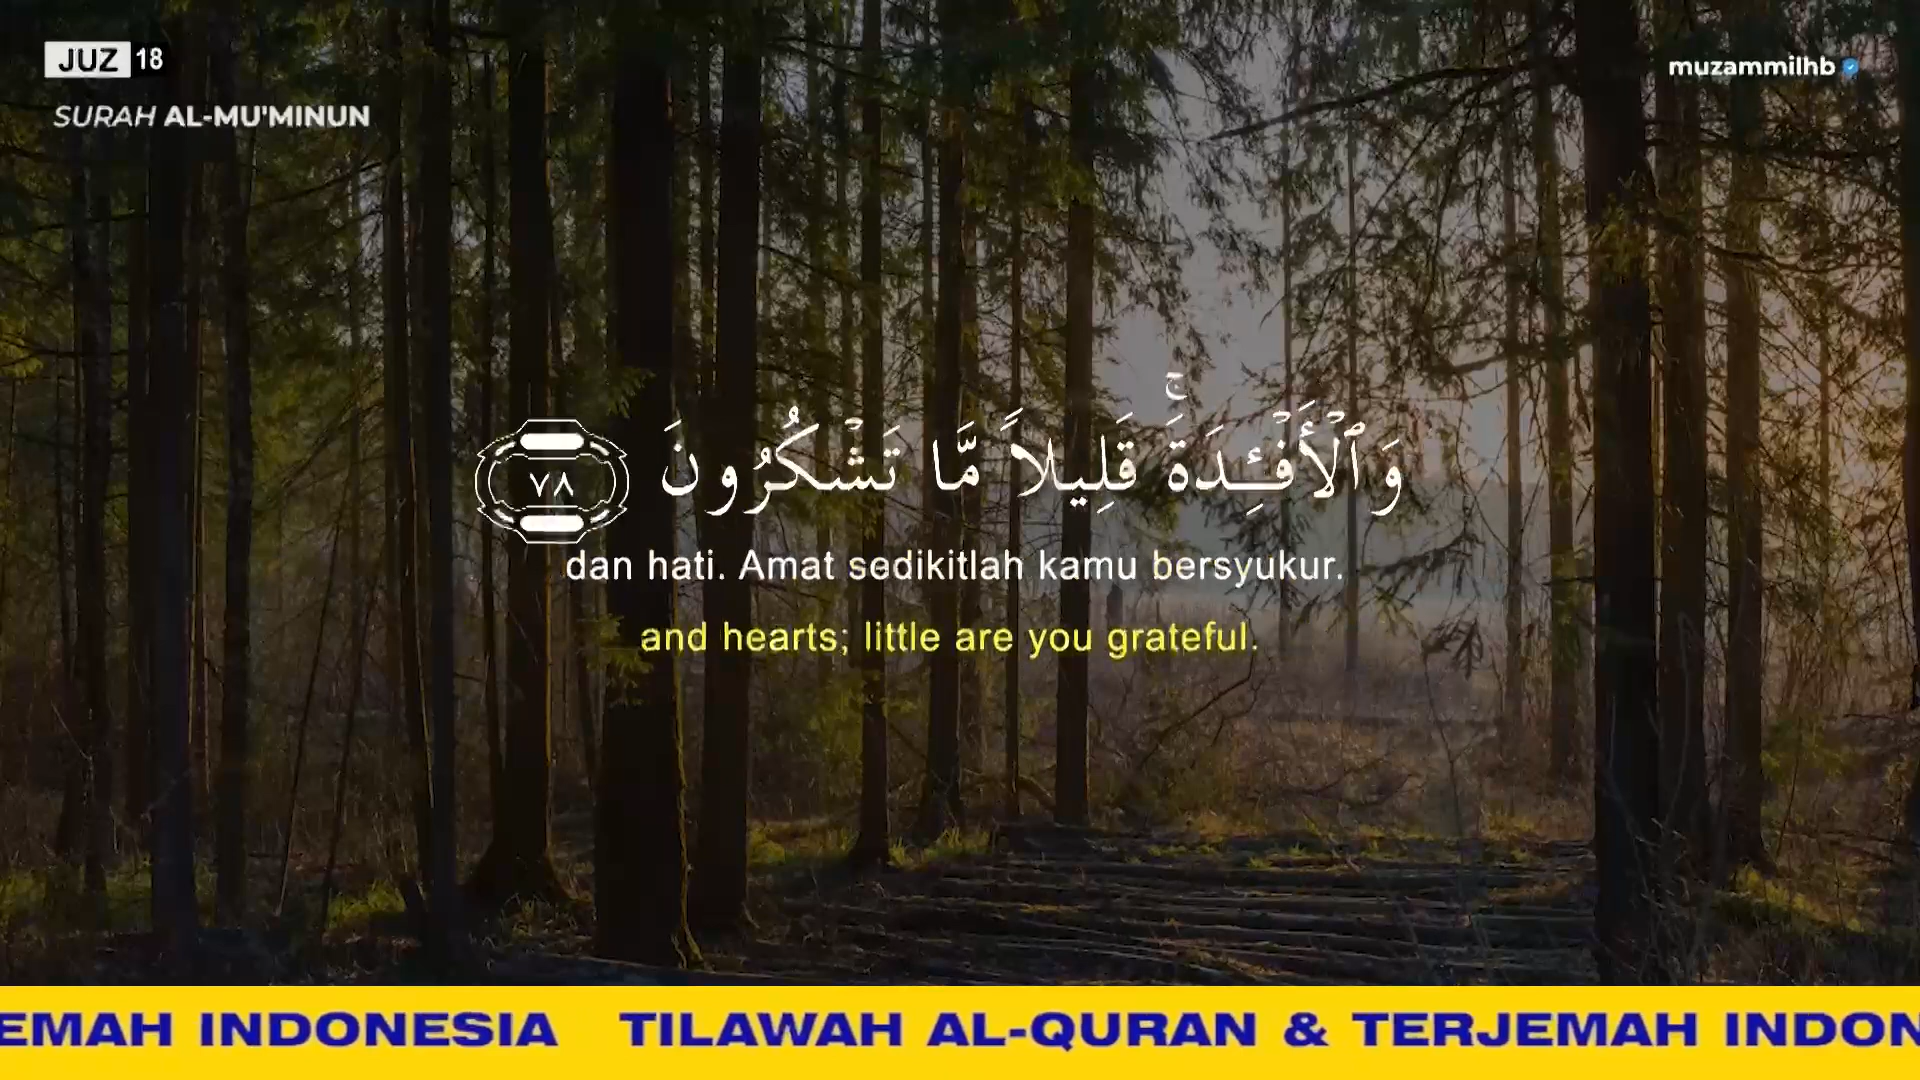 JUZ 18
muzammilhb
SURAH AL-MU'MINUN
وَٱلْأَفْـِٔدَةَ ۚ قَلِيلاً مَّا تَشْكُرُونَ ٧٨
dan hati. Amat sedikitlah kamu bersyukur.
and hearts; little are you grateful.
EMAH INDONESIA TILAWAH AL-QURAN & TERJEMAH INDON